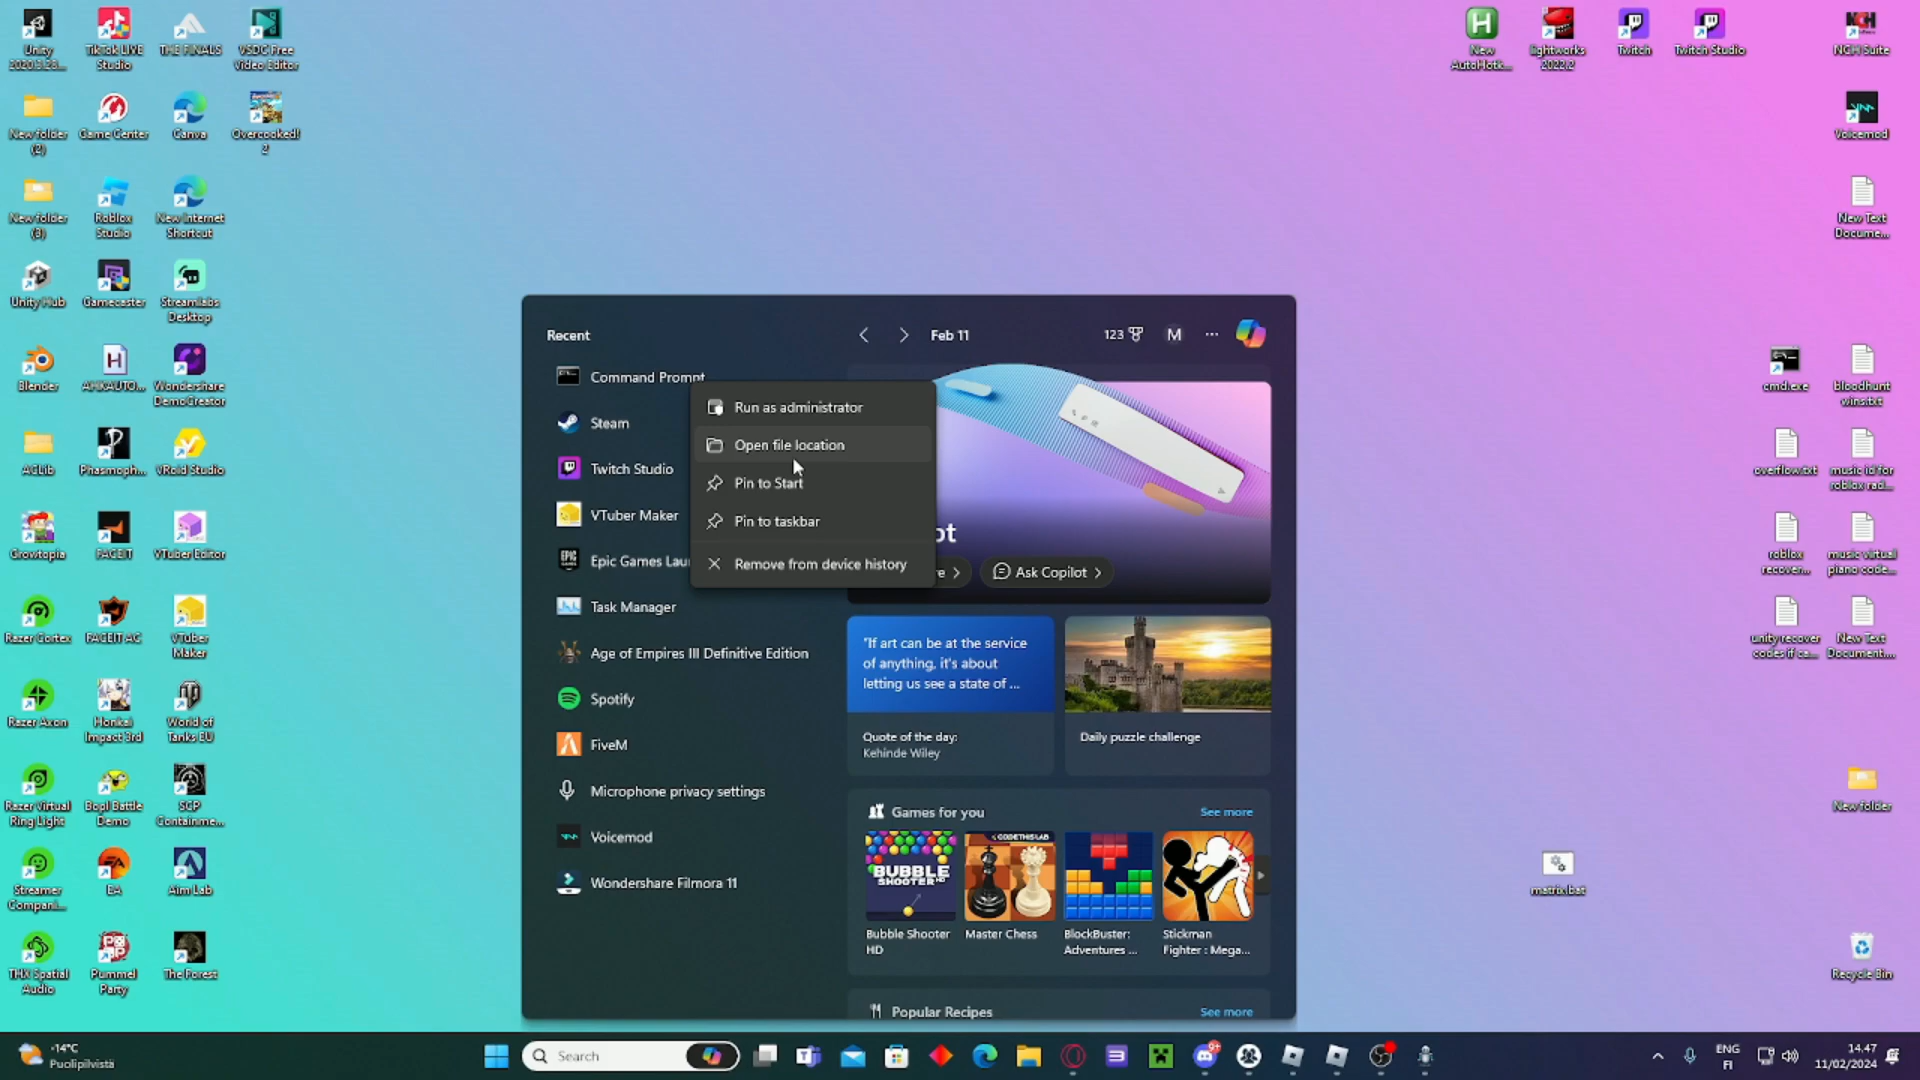 Unity
2020.3.23...
TikTok LIVE
Studio
THE FINALS
VSDC Free
Video Editor
New folder
(2)
Game Center
Canva
Overcooked!
2
New folder
(3)
Roblox
Studio
New Internet
Shortcut
Unity Hub
Gamecaster
Streamlabs
Desktop
Blender
AHKAUTO...
Wondershare
DemoCreator
AGLib
Phasmoph...
VRoid Studio
Growtopia
FACEIT
VTuber Editor
Razer Cortex
FACEIT AC
VTuber
Maker
Razer Axon
Honkai
Impact 3rd
World of
Tanks EU
Razer Virtual
Ring Light
Bopl Battle
Demo
SCP
Containme...
Streamer
Compani...
EA
Aim Lab
THX Spatial
Audio
Pummel
Party
The Forest
New
AutoHotk...
lightworks
2022.2
Twitch
Twitch Studio
NCH
NCH Suite
Voicemod
New Text
Docume...
cmd.exe
bloodhunt
wins.txt
overflow.txt
music id for
roblox rad...
roblox
recover...
music virtual
piano code...
unity recover
codes if ca...
New Text
Document...
New folder
matrix.bat
Recycle Bin
Recent
Feb 11
123
M
Command Prompt
Steam
Twitch Studio
VTuber Maker
Epic Games Lau
Task Manager
Age of Empires III Definitive Edition
Spotify
FiveM
Microphone privacy settings
Voicemod
Wondershare Filmora 11
Run as administrator
Open file location
Pin to Start
Pin to taskbar
Remove from device history
pt
re
Ask Copilot
"If art can be at the service
of anything, it's about
letting us see a state of ...
Quote of the day:
Kehinde Wiley
Daily puzzle challenge
Games for you
See more
BUBBLE
SHOOTER HD
CODETHISLAB
Bubble Shooter
HD
Master Chess
BlockBuster:
Adventures ...
Stickman
Fighter : Mega...
Popular Recipes
See more
-14°C
Puolipilvistä
Search
9+
ENG
FI
14.47
11/02/2024